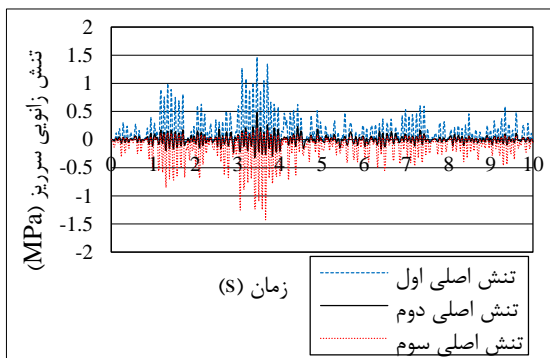 تنش زانویی سرریز (MPa)
2
1.5
1
0.5
0
-0.5
-1
-1.5
-2
0 1 2 3 4 5 6 7 8 9 10
زمان (s)
تنش اصلی اول
تنش اصلی دوم
تنش اصلی سوم